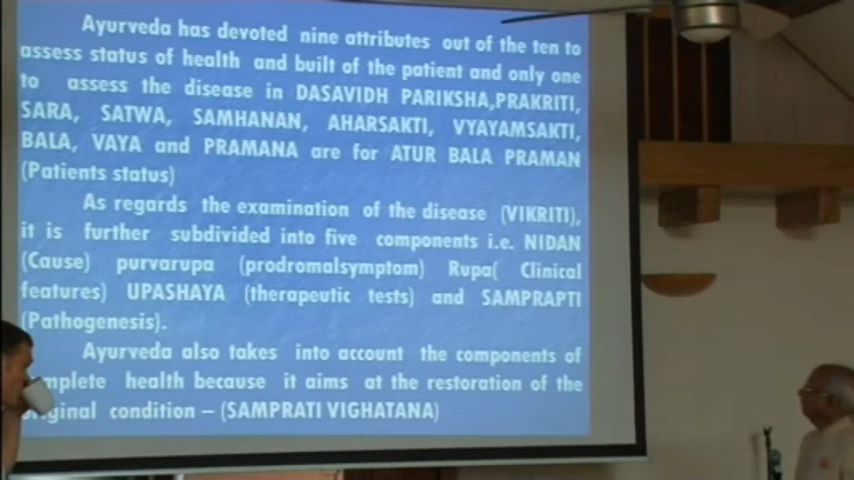 Ayurveda has devoted nine attributes out of the ten to
assess status of health and built of the patient and only one
to assess the disease in DASAVIDH PARIKSHA,PRAKRITI,
SARA, SATWA, SAMHANAN, AHARSAKTI, VYAYAMSAKTI,
BALA, VAYA and PRAMANA are for ATUR BALA PRAMAN
(Patients status)
As regards the examination of the disease (VIKRITI),
it is further subdivided into five components i.e. NIDAN
(Cause) purvarupa (prodromalsymptom) Rupa( Clinical
features) UPASHAYA (therapeutic tests) and SAMPRAPTI
(Pathogenesis).
Ayurveda also takes into account the components of
mplete health because it aims at the restoration of the
iginal condition – (SAMPRATI VIGHATANA)